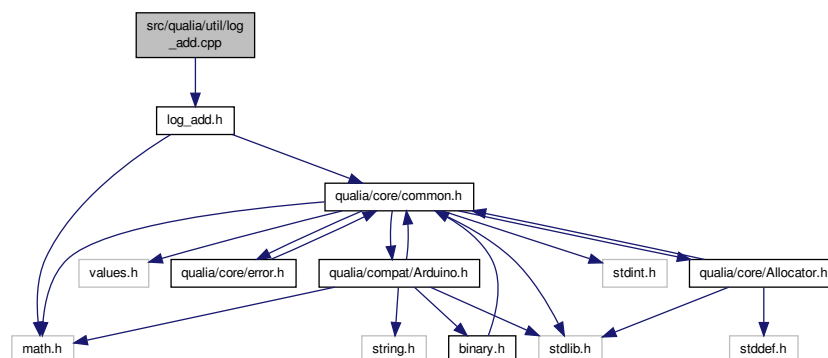 src/qualia/util/log
_add.cpp
log_add.h
qualia/core/common.h
values.h
qualia/core/error.h
qualia/compat/Arduino.h
stdint.h
qualia/core/Allocator.h
math.h
string.h
binary.h
stdlib.h
stddef.h